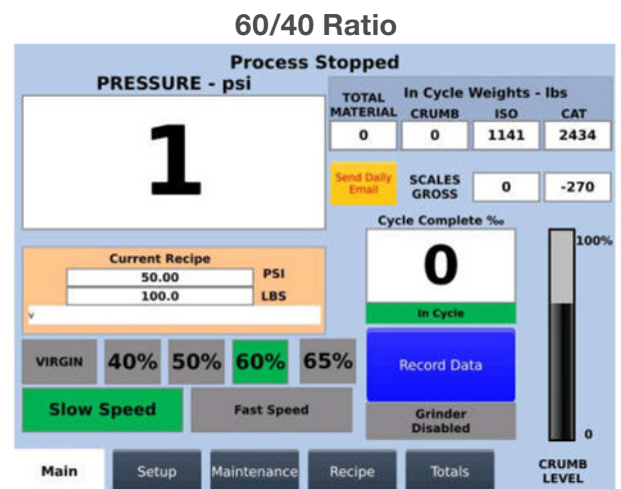 60/40 Ratio
Process Stopped
PRESSURE - psi
1
In Cycle Weights - lbs
TOTAL MATERIAL CRUMB ISO CAT
0 0 1141 2434
Send Daily Email
SCALES GROSS 0 -270
Current Recipe
50.00 PSI
100.0 LBS
v
Cycle Complete ‰
0
In Cycle
100%
VIRGIN 40% 50% 60% 65%
Record Data
Slow Speed Fast Speed
Grinder Disabled
0
CRUMB LEVEL
Main Setup Maintenance Recipe Totals